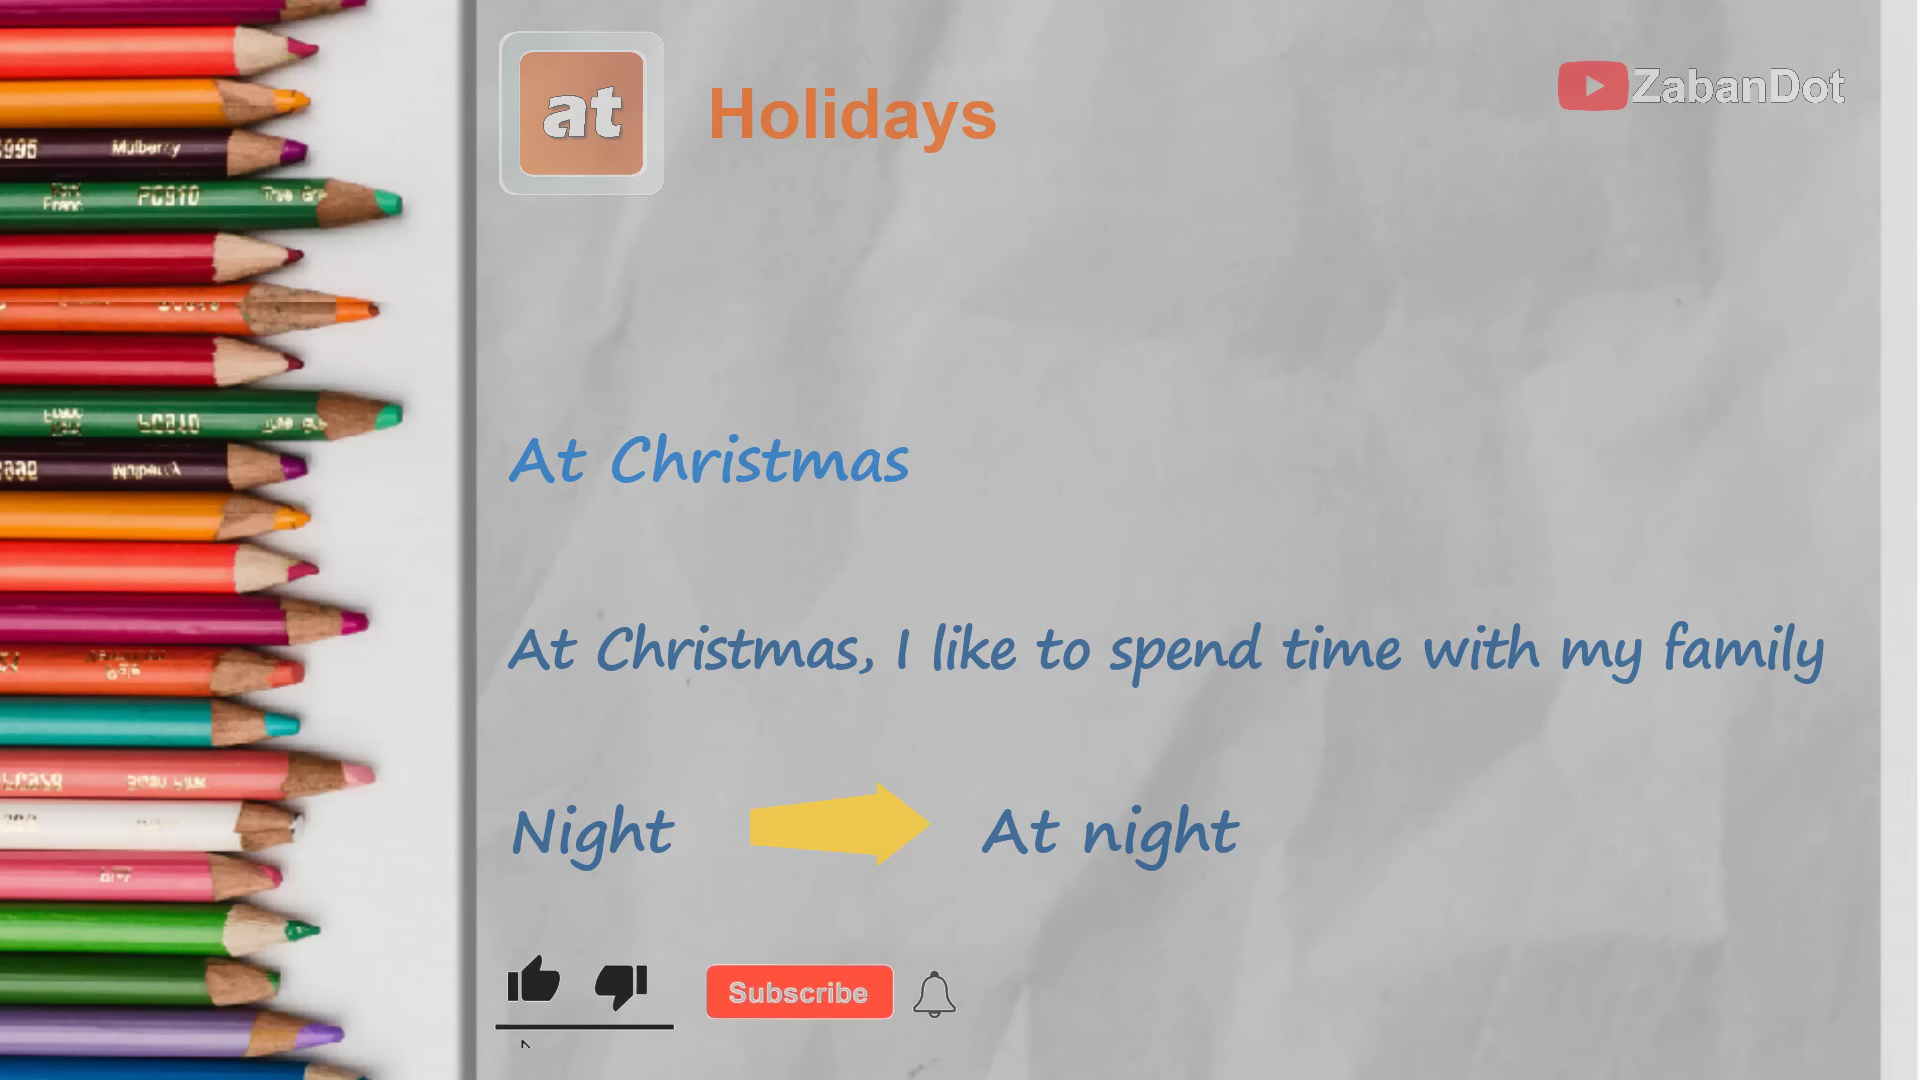 at
Holidays
ZabanDot
At Christmas
At Christmas, I like to spend time with my family
Night
At night
Subscribe
Mulberry
PC910